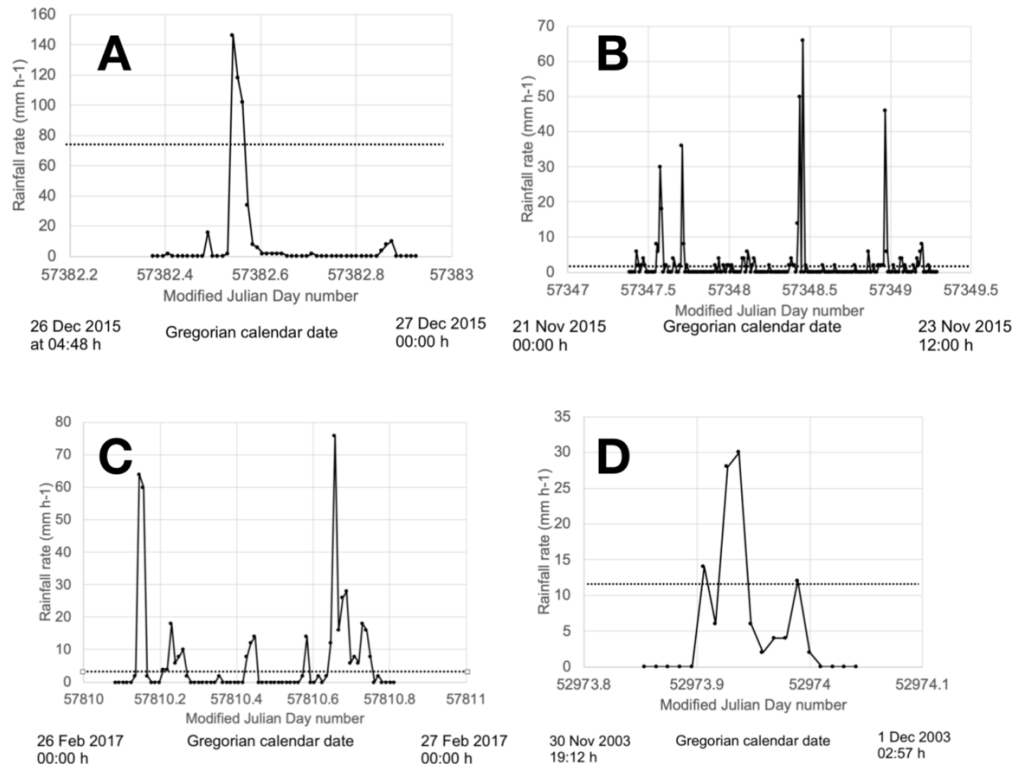 A
Rainfall rate (mm h-1)
160
140
120
100
80
60
40
20
0
57382.2 57382.4 57382.6 57382.8 57383
Modified Julian Day number
26 Dec 2015 at 04:48 h
Gregorian calendar date
27 Dec 2015 00:00 h
B
Rainfall rate (mm h-1)
70
60
50
40
30
20
10
0
57347 57347.5 57348 57348.5 57349 57349.5
Modified Julian Day number
21 Nov 2015 00:00 h
Gregorian calendar date
23 Nov 2015 12:00 h
C
Rainfall rate (mm h-1)
80
70
60
50
40
30
20
10
0
57810 57810.2 57810.4 57810.6 57810.8 57811
Modified Julian Day number
26 Feb 2017 00:00 h
Gregorian calendar date
27 Feb 2017 00:00 h
D
Rainfall rate (mm h-1)
35
30
25
20
15
10
5
0
52973.8 52973.9 52974 52974.1
Modified Julian Day number
30 Nov 2003 19:12 h
Gregorian calendar date
1 Dec 2003 02:57 h